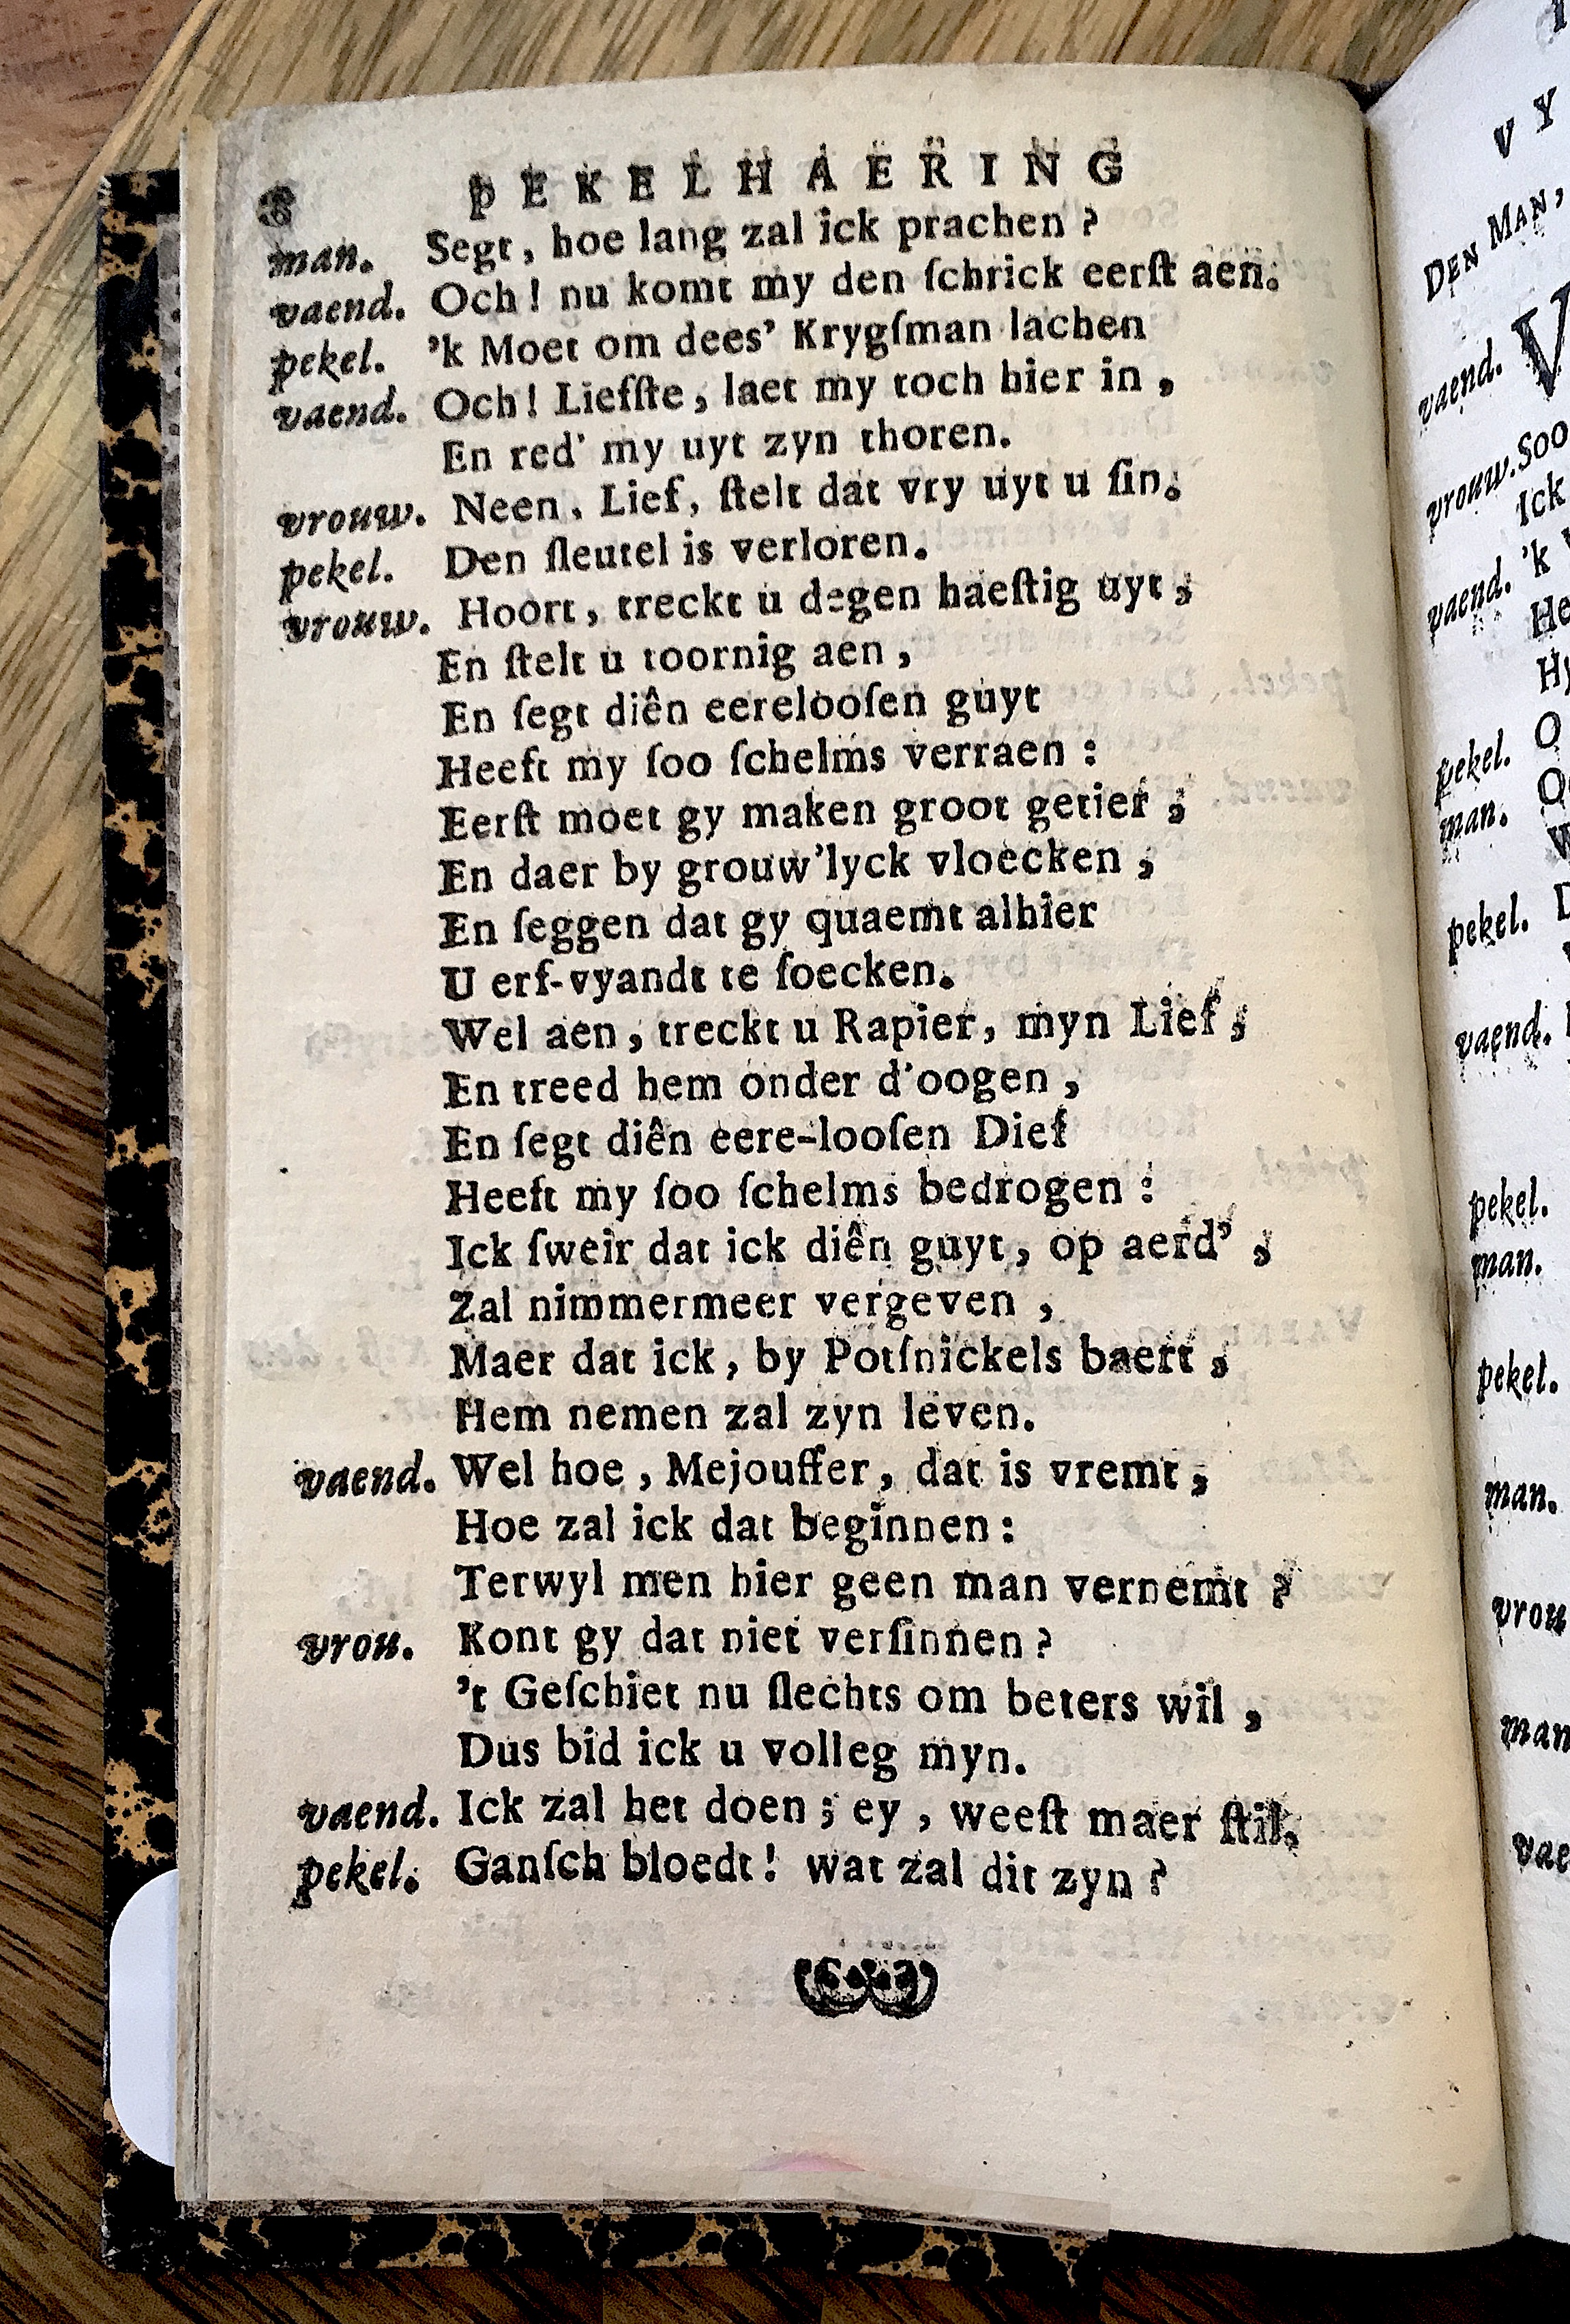 8 PEKELHAERING
man. Segt, hoe lang zal ick prachen?
vaend. Och! nu komt my den ſchrick eerſt aen.
pekel. 'k Moet om dees' Krygſman lachen
vaend. Och! Liefſte, laet my toch hier in,
En red' my uyt zyn thoren.
vrouw. Neen, Lief, ſtelt dat vry uyt u ſin.
pekel. Den ſleutel is verloren.
vrouw. Hoort, treckt u degen haeſtig uyt,
En ſtelt u toornig aen,
En ſegt diên eerelooſen guyt
Heeft my ſoo ſchelms verraen:
Eerſt moet gy maken groot getier,
En daer by grouw'lyck vloecken,
En ſeggen dat gy quaemt alhier
U erf-vyandt te ſoecken.
Wel aen, treckt u Rapier, myn Lief,
En treed hem onder d'oogen,
En ſegt diên eere-looſen Dief
Heeft my ſoo ſchelms bedrogen:
Ick ſweir dat ick diên guyt, op aerd',
Zal nimmermeer vergeven,
Maer dat ick, by Potſnickels baert,
Hem nemen zal zyn leven.
vaend. Wel hoe, Mejouffer, dat is vremt,
Hoe zal ick dat beginnen:
Terwyl men hier geen man vernemt?
vrou. Kont gy dat niet verſinnen?
't Geſchiet nu ſlechts om beters wil,
Dus bid ick u volleg myn.
vaend. Ick zal het doen; ey, weeſt maer ſtil.
pekel. Ganſch bloedt! wat zal dit zyn?
V Y
DEN MAN,
vaend. V
vrouw. Soo
Ick
vaend. 'k
He
Hy
pekel. O
man.
pekel.
vaend.
pekel.
man.
pekel.
man.
vrou
man
vae